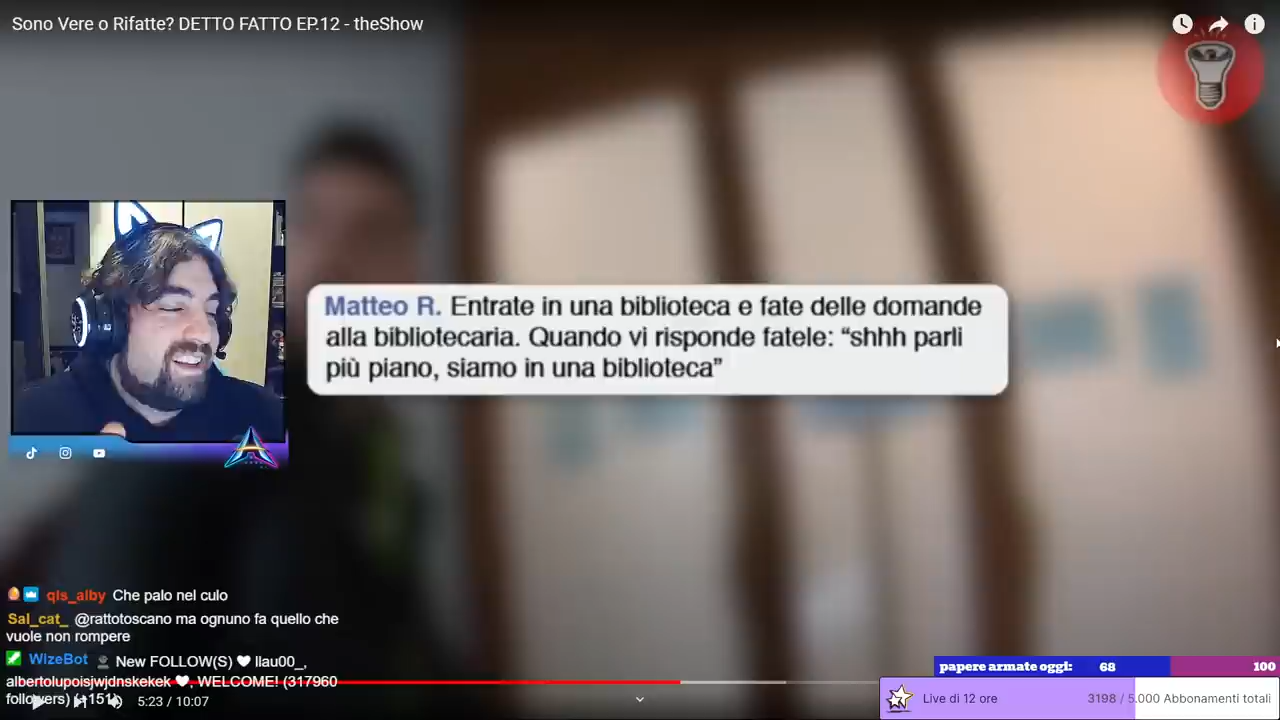 Sono Vere o Rifatte? DETTO FATTO EP.12 - theShow
Matteo R. Entrate in una biblioteca e fate delle domande
alla bibliotecaria. Quando vi risponde fatele: “shhh parli
più piano, siamo in una biblioteca”
qls_alby Che palo nel culo
Sal_cat_ @rattotoscano ma ognuno fa quello che
vuole non rompere
WizeBot New FOLLOW(S) llau00_,
albertolupoisjwjdnskekek , WELCOME! (317960
followers) (+151)
5:23 / 10:07
papere armate oggi: 68 100
Live di 12 ore 3198 / 5.000 Abbonamenti totali